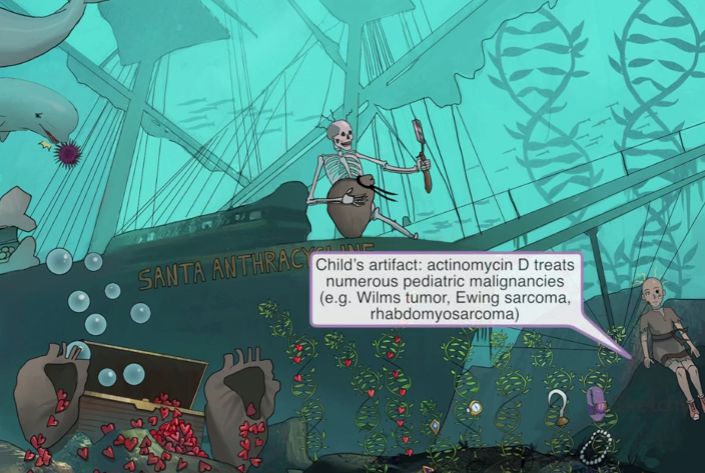 SANTA ANTHRACYCLINE
Child's artifact: actinomycin D treats
numerous pediatric malignancies
(e.g. Wilms tumor, Ewing sarcoma,
rhabdomyosarcoma)